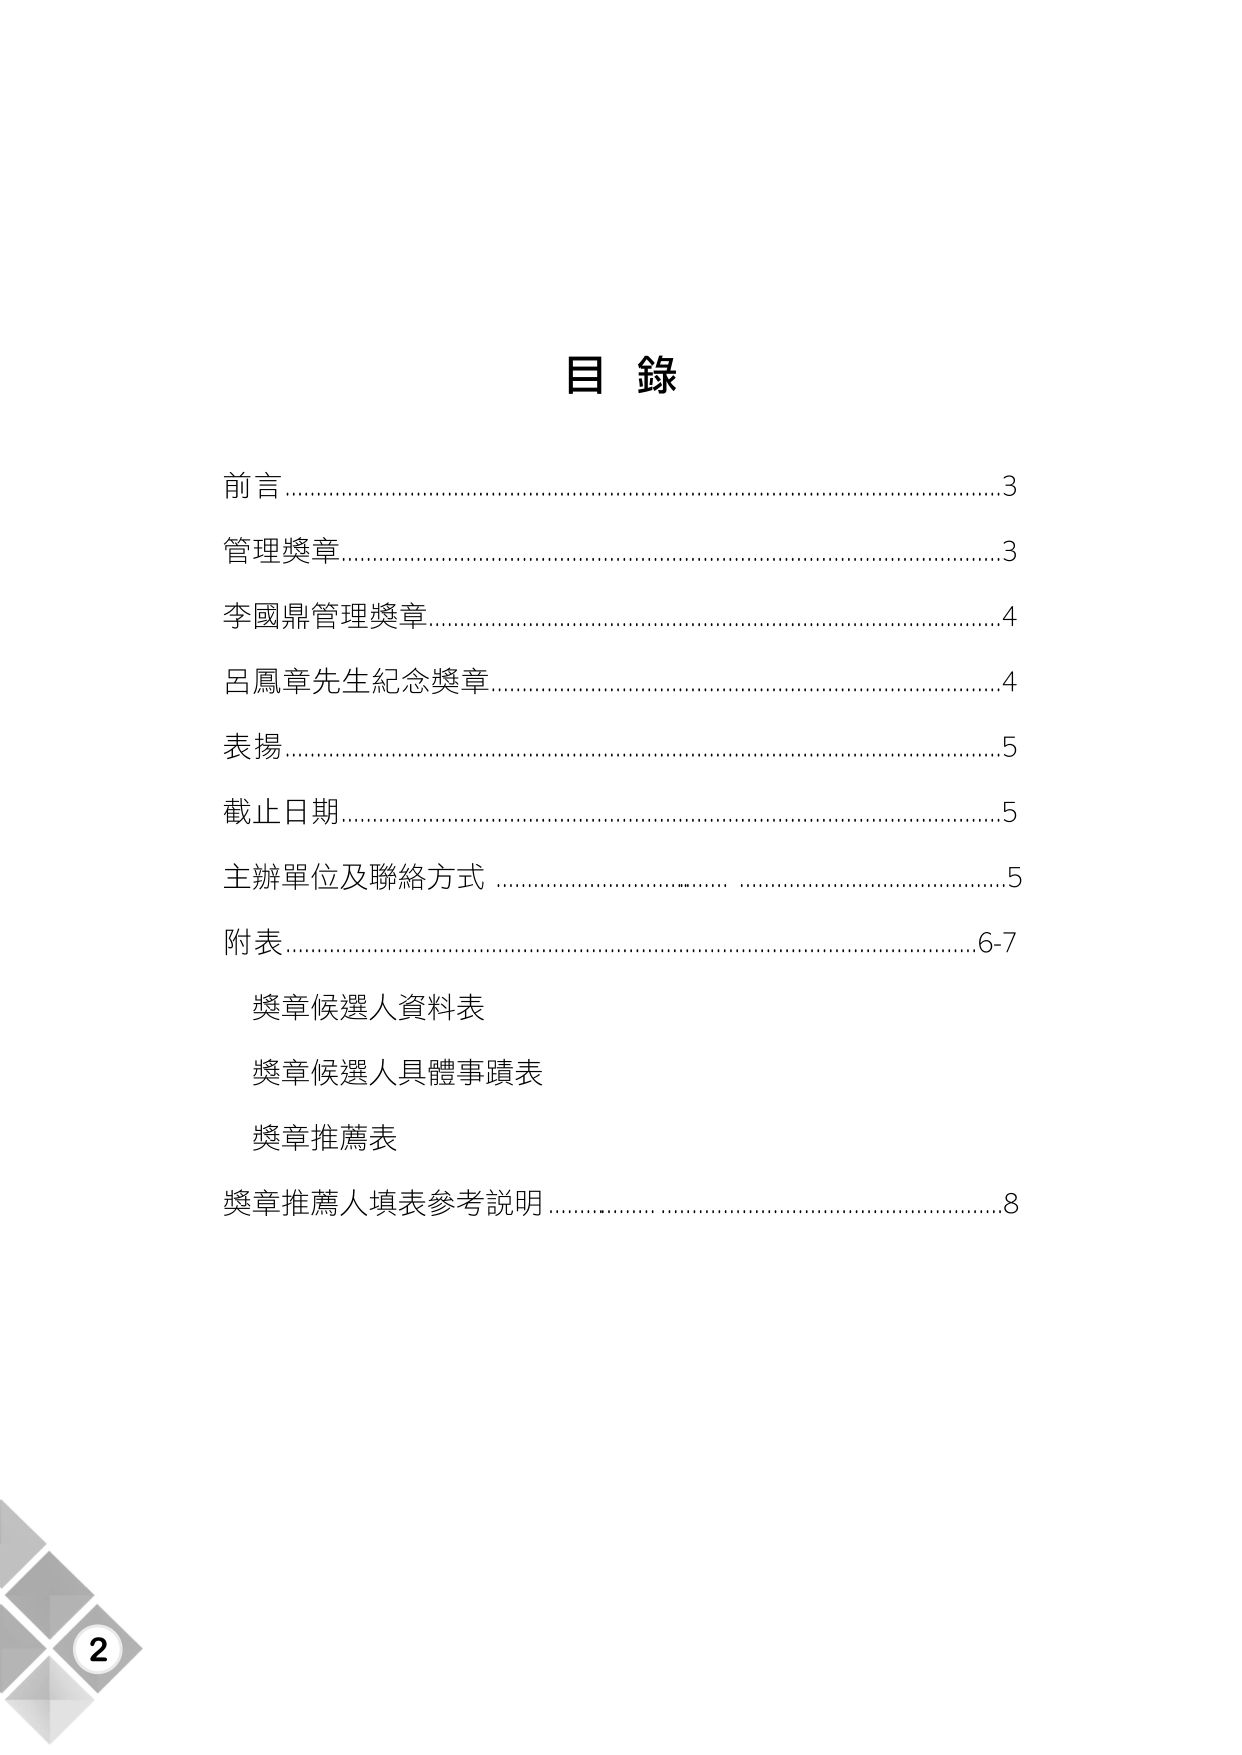 目 錄
前言........................................3
管理獎章........................................3
李國鼎管理獎章........................................4
呂鳳章先生紀念獎章........................................4
表揚........................................5
截止日期........................................5
主辦單位及聯絡方式 ........................................5
附表........................................6-7
獎章候選人資料表
獎章候選人具體事蹟表
獎章推薦表
獎章推薦人填表參考說明 ........................................8
2